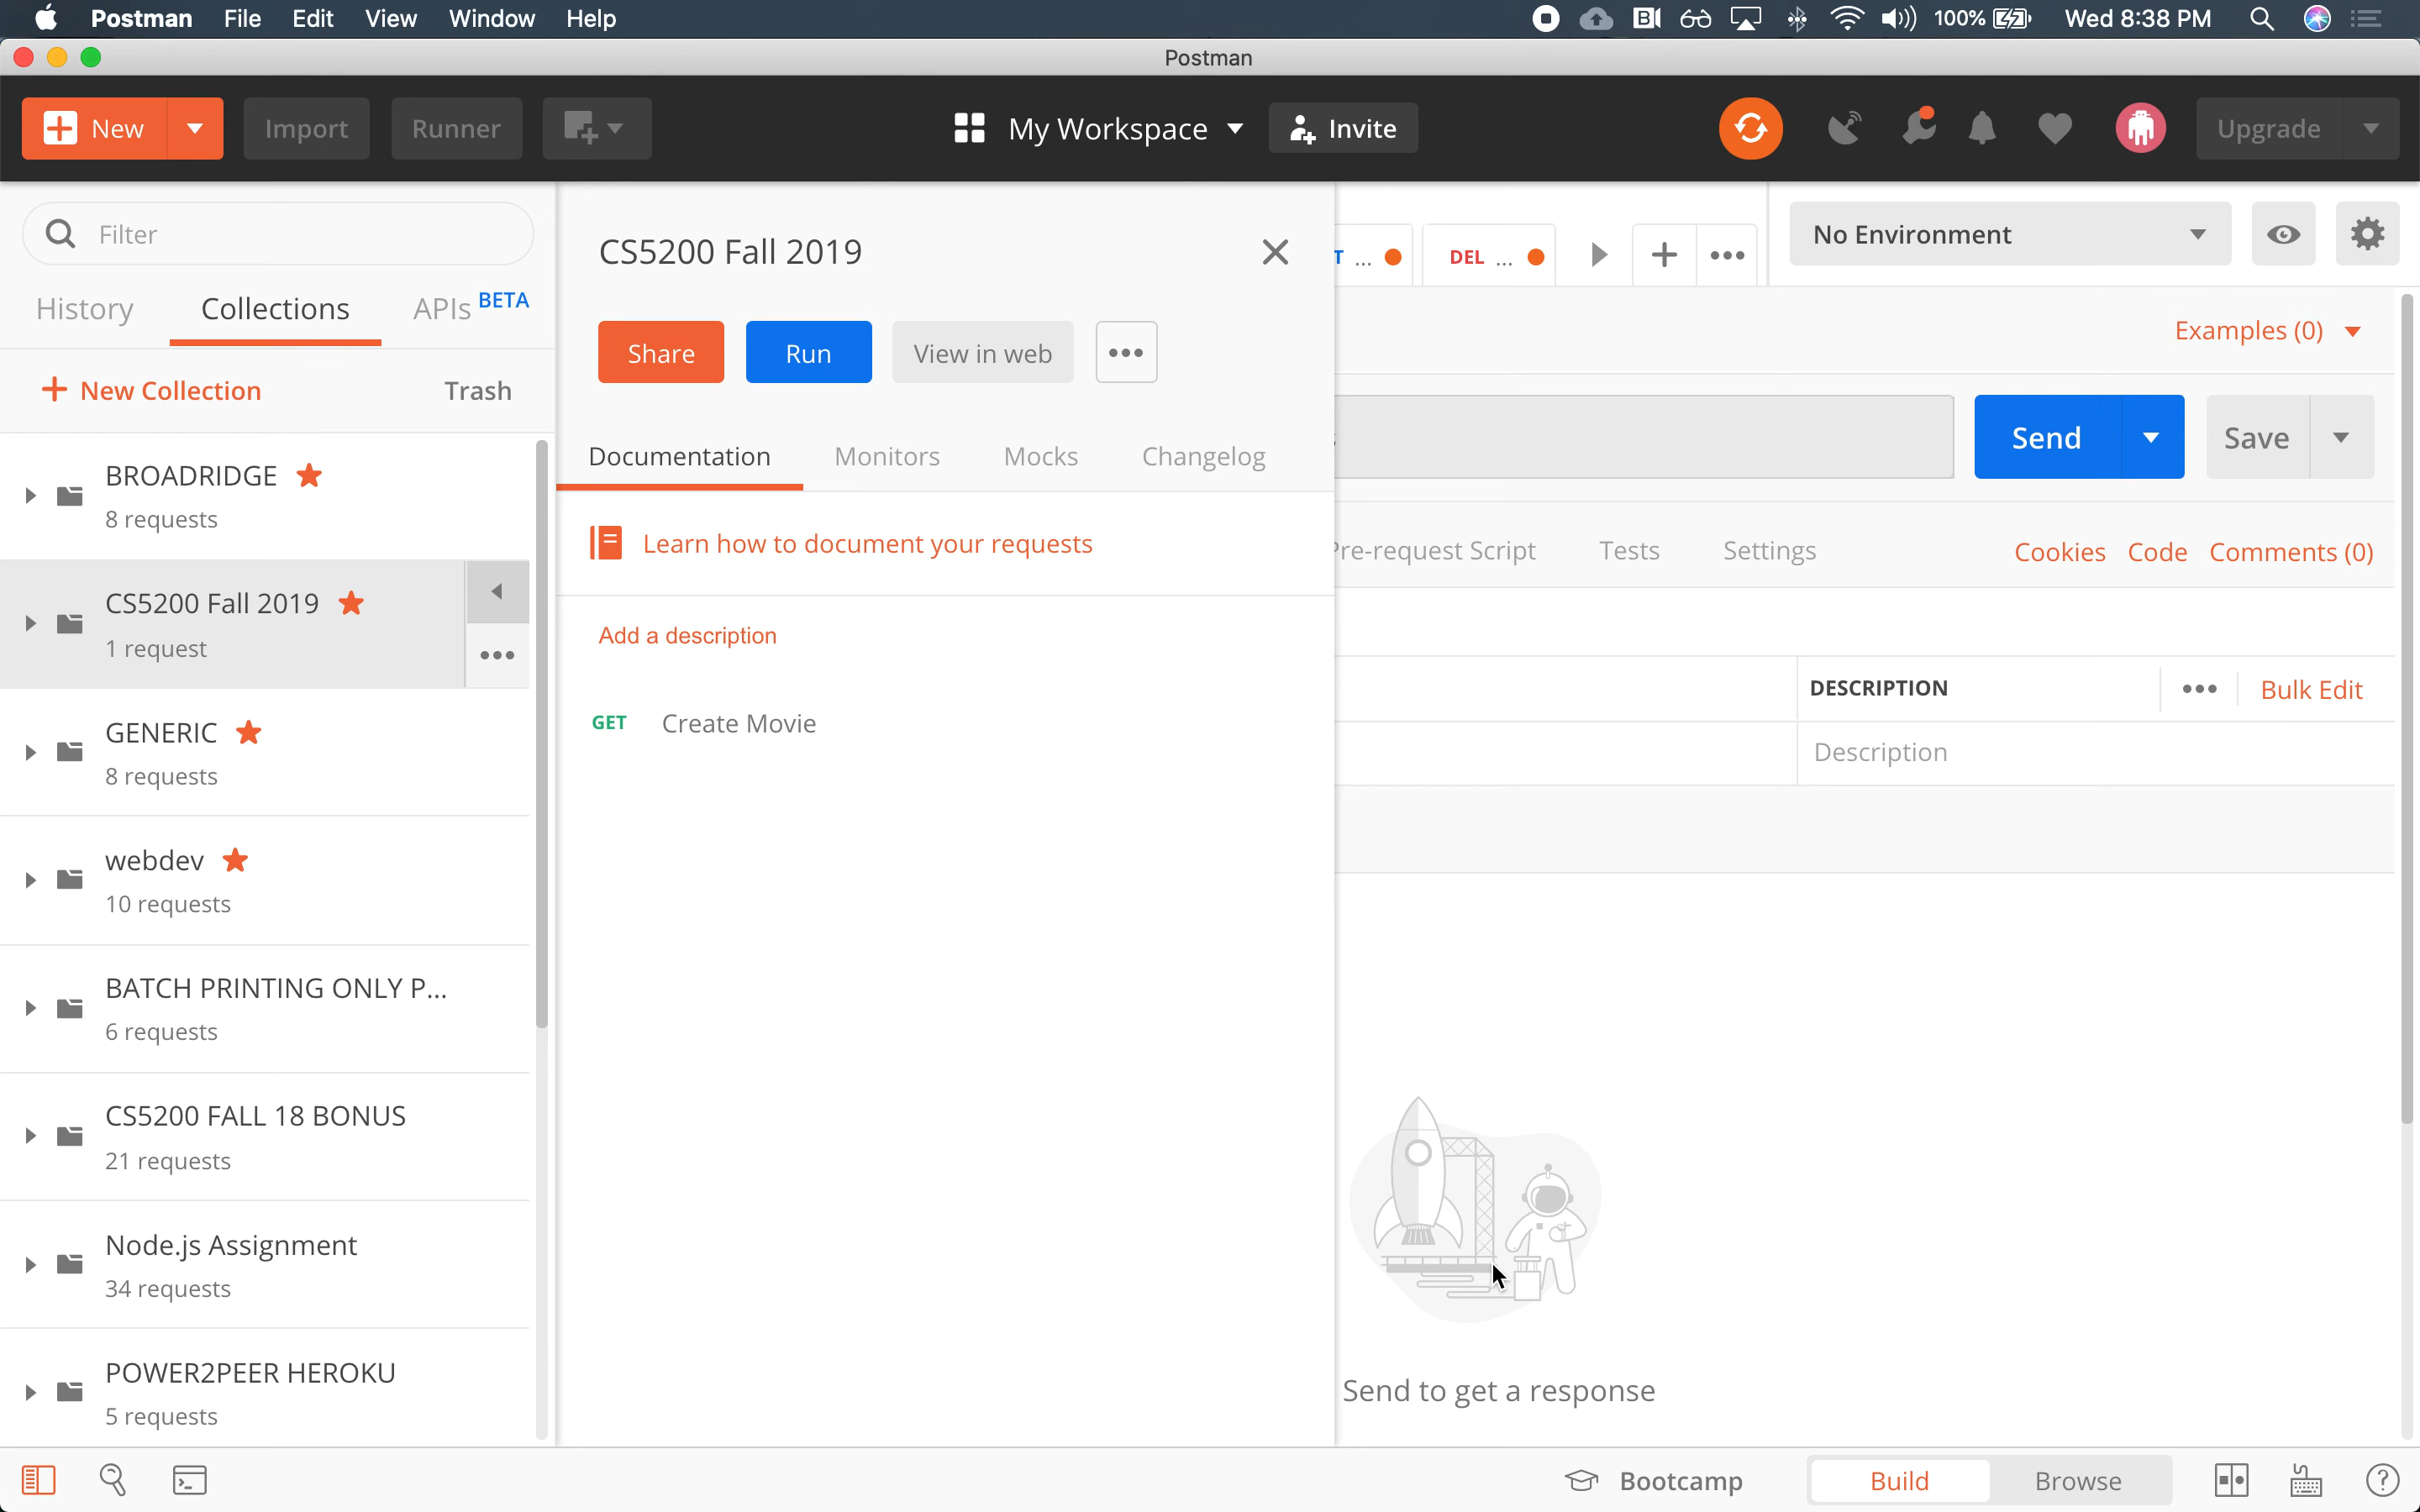 Postman File Edit View Window Help 100% Wed 8:38 PM
Postman
New Import Runner My Workspace Invite Upgrade
Filter
History Collections APIs BETA
New Collection Trash
BROADRIDGE
8 requests
CS5200 Fall 2019
1 request
GENERIC
8 requests
webdev
10 requests
BATCH PRINTING ONLY P...
6 requests
CS5200 FALL 18 BONUS
21 requests
Node.js Assignment
34 requests
POWER2PEER HEROKU
5 requests
CS5200 Fall 2019
Share Run View in web
Documentation Monitors Mocks Changelog
Learn how to document your requests
Add a description
GET Create Movie
T ... DEL ...
No Environment
Examples (0)
Send Save
Pre-request Script Tests Settings Cookies Code Comments (0)
DESCRIPTION Bulk Edit
Description
Send to get a response
Bootcamp Build Browse